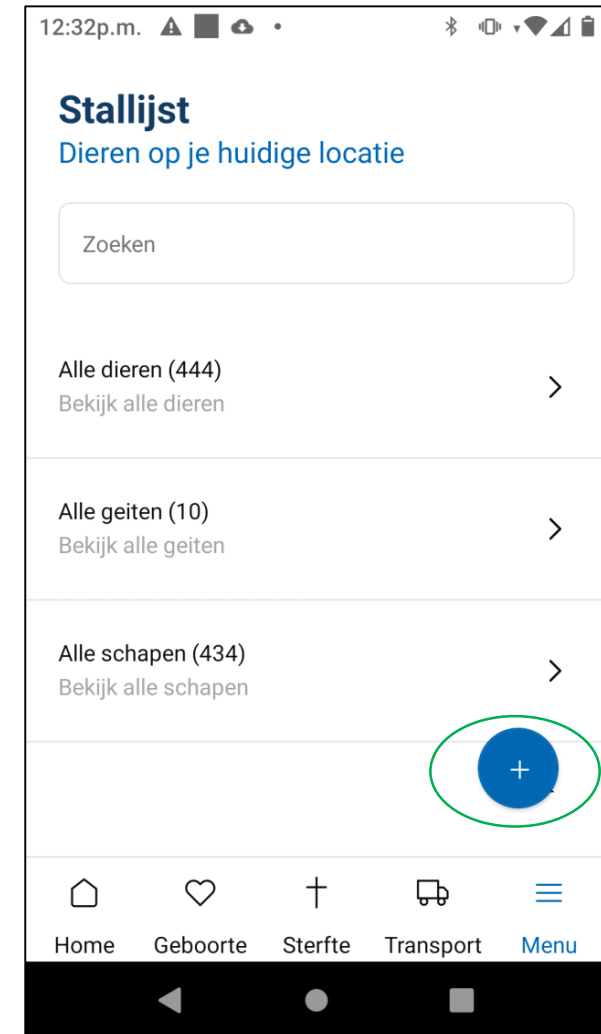 12:32p.m.
Stallijst
Dieren op je huidige locatie
Zoeken
Alle dieren (444)
Bekijk alle dieren
Alle geiten (10)
Bekijk alle geiten
Alle schapen (434)
Bekijk alle schapen
+
Home Geboorte Sterfte Transport Menu